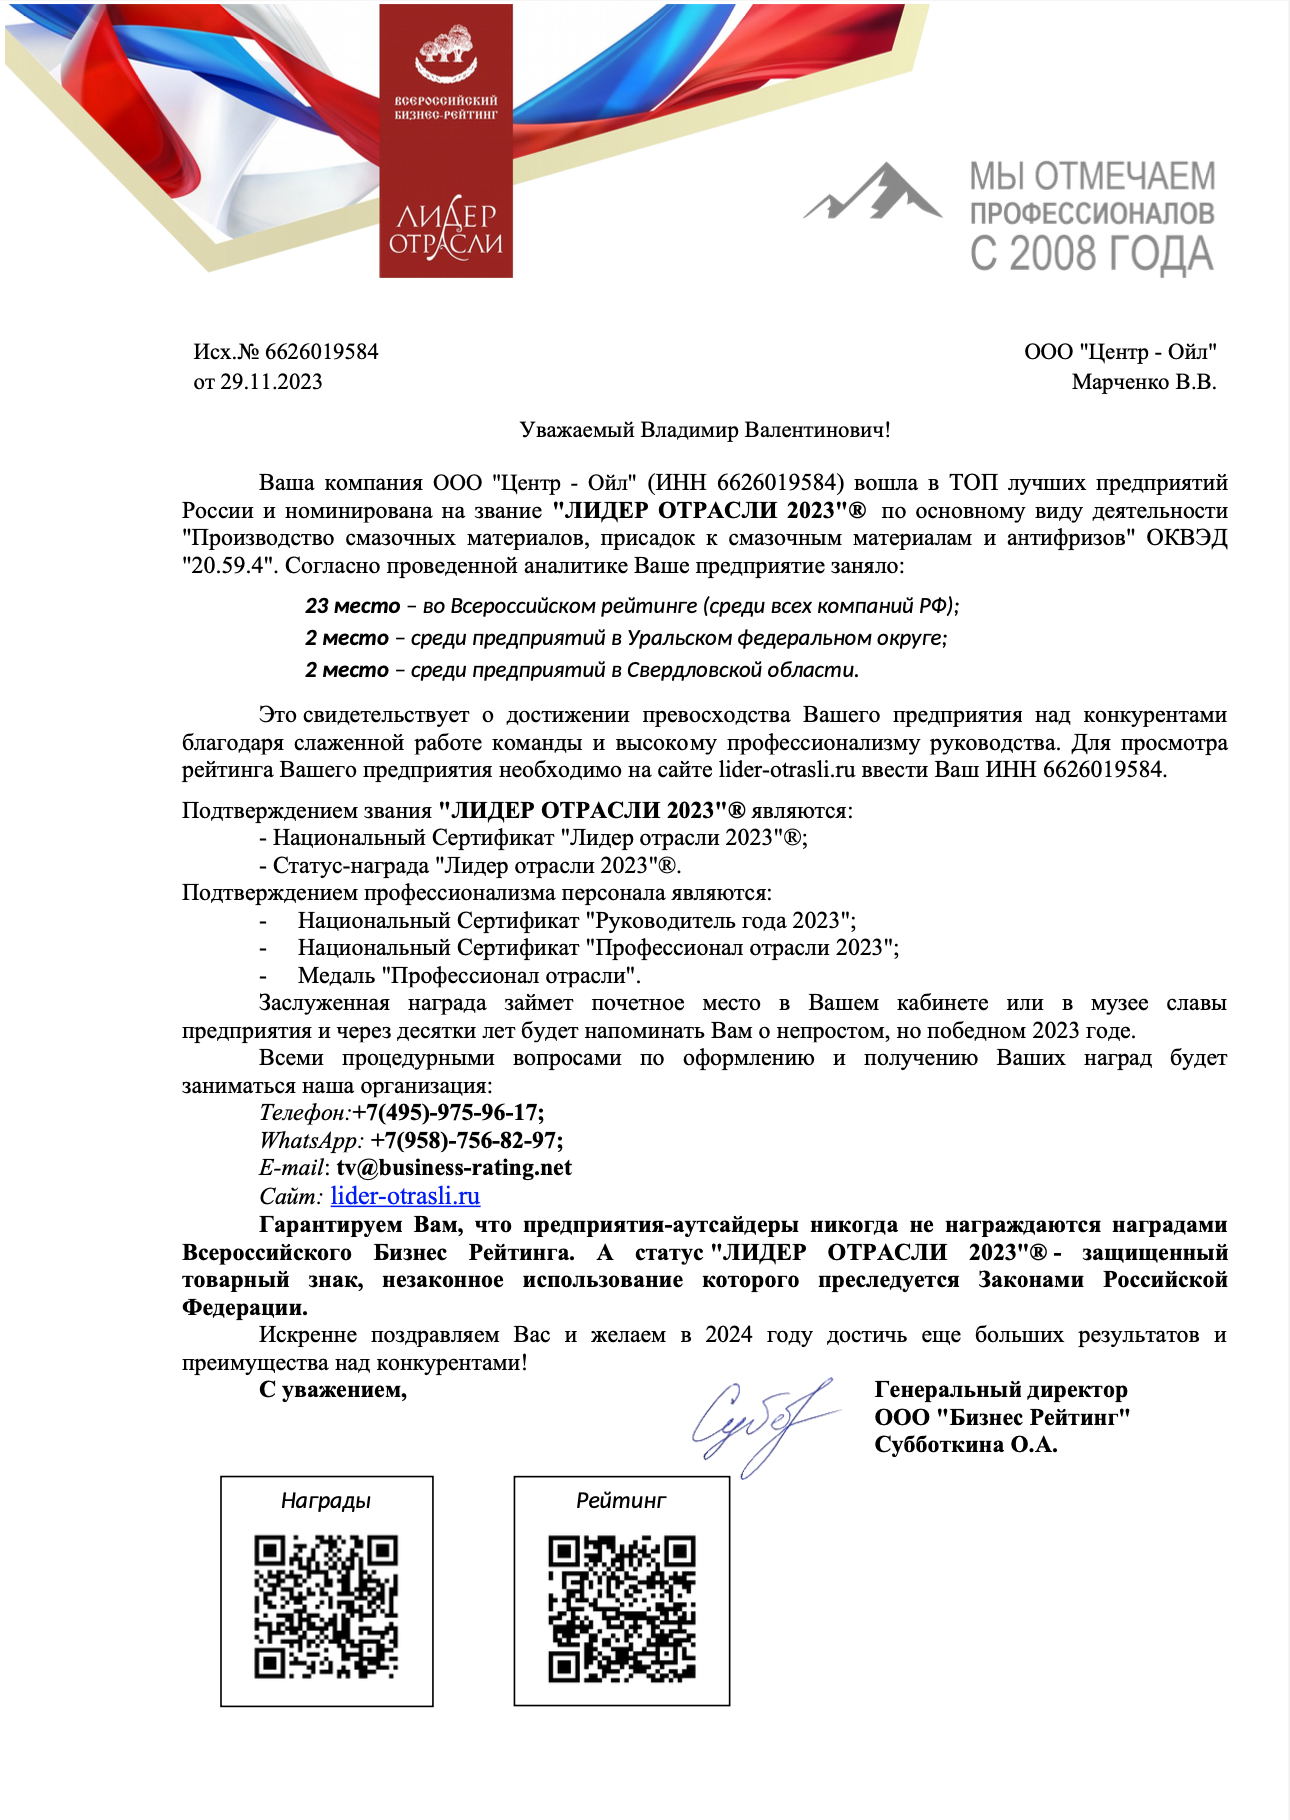 ВСЕРОССИЙСКИЙ
БИЗНЕС-РЕЙТИНГ
ЛИДЕР
ОТРАСЛИ
МЫ ОТМЕЧАЕМ
ПРОФЕССИОНАЛОВ
С 2008 ГОДА
Исх.№ 6626019584
от 29.11.2023
ООО "Центр - Ойл"
Марченко В.В.
Уважаемый Владимир Валентинович!
Ваша компания ООО "Центр - Ойл" (ИНН 6626019584) вошла в ТОП лучших предприятий
России и номинирована на звание "ЛИДЕР ОТРАСЛИ 2023"® по основному виду деятельности
"Производство смазочных материалов, присадок к смазочным материалам и антифризов" ОКВЭД
"20.59.4". Согласно проведенной аналитике Ваше предприятие заняло:
23 место – во Всероссийском рейтинге (среди всех компаний РФ);
2 место – среди предприятий в Уральском федеральном округе;
2 место – среди предприятий в Свердловской области.
Это свидетельствует о достижении превосходства Вашего предприятия над конкурентами
благодаря слаженной работе команды и высокому профессионализму руководства. Для просмотра
рейтинга Вашего предприятия необходимо на сайте lider-otrasli.ru ввести Ваш ИНН 6626019584.
Подтверждением звания "ЛИДЕР ОТРАСЛИ 2023"® являются:
- Национальный Сертификат "Лидер отрасли 2023"®;
- Статус-награда "Лидер отрасли 2023"®.
Подтверждением профессионализма персонала являются:
- Национальный Сертификат "Руководитель года 2023";
- Национальный Сертификат "Профессионал отрасли 2023";
- Медаль "Профессионал отрасли".
Заслуженная награда займет почетное место в Вашем кабинете или в музее славы
предприятия и через десятки лет будет напоминать Вам о непростом, но победном 2023 годе.
Всеми процедурными вопросами по оформлению и получению Ваших наград будет
заниматься наша организация:
Телефон:+7(495)-975-96-17;
WhatsApp: +7(958)-756-82-97;
E-mail: tv@business-rating.net
Сайт: lider-otrasli.ru
Гарантируем Вам, что предприятия-аутсайдеры никогда не награждаются наградами
Всероссийского Бизнес Рейтинга. А статус "ЛИДЕР ОТРАСЛИ 2023"® - защищенный
товарный знак, незаконное использование которого преследуется Законами Российской
Федерации.
Искренне поздравляем Вас и желаем в 2024 году достичь еще больших результатов и
преимущества над конкурентами!
С уважением,
Генеральный директор
ООО "Бизнес Рейтинг"
Субботкина О.А.
Награды
Рейтинг